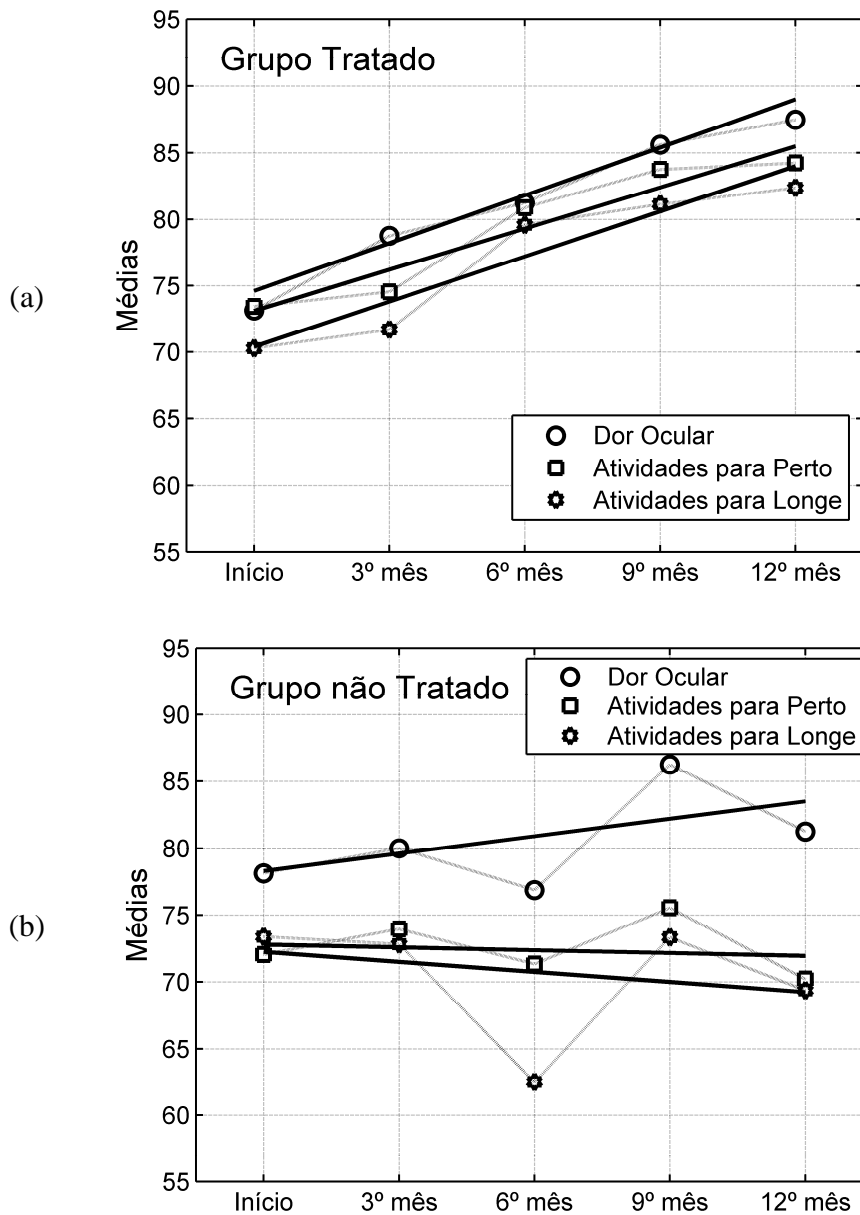 (a)
Grupo Tratado
Médias
95
90
85
80
75
70
65
60
55
Dor Ocular
Atividades para Perto
Atividades para Longe
Início 3º mês 6º mês 9º mês 12º mês
(b)
Grupo não Tratado
Médias
95
90
85
80
75
70
65
60
55
Dor Ocular
Atividades para Perto
Atividades para Longe
Início 3º mês 6º mês 9º mês 12º mês